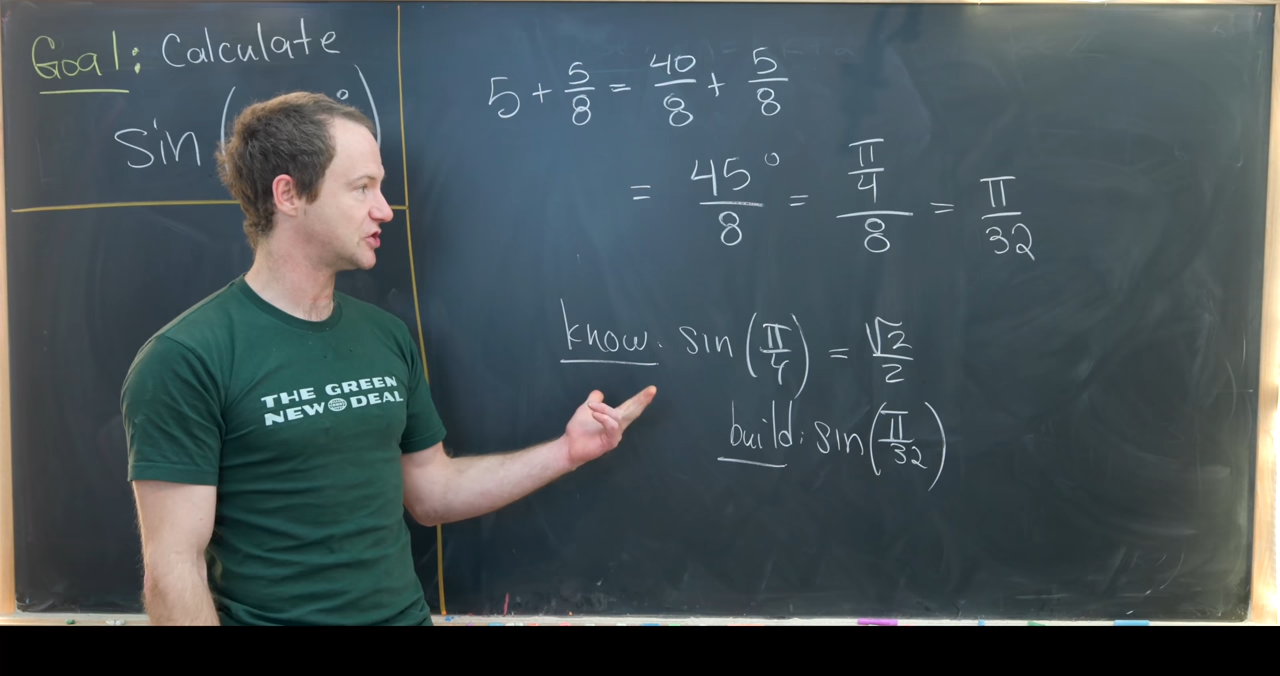 Goal: Calculate
sin( °)
5 + 5/8 = 40/8 + 5/8
= 45°/8 = π/4/8 = π/32
know. sin(π/4) = √2/2
build: sin(π/32)
THE GREEN
NEW DEAL